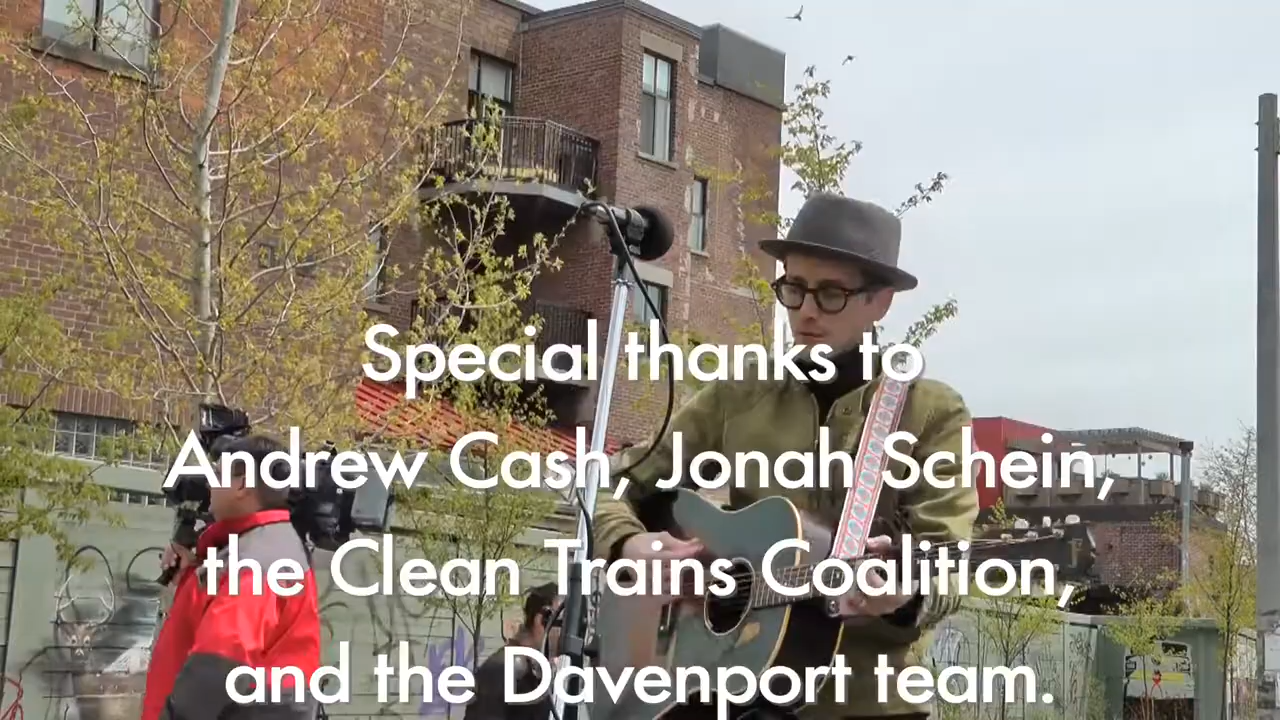 Special thanks to
Andrew Cash, Jonah Schein,
the Clean Trains Coalition,
and the Davenport team.